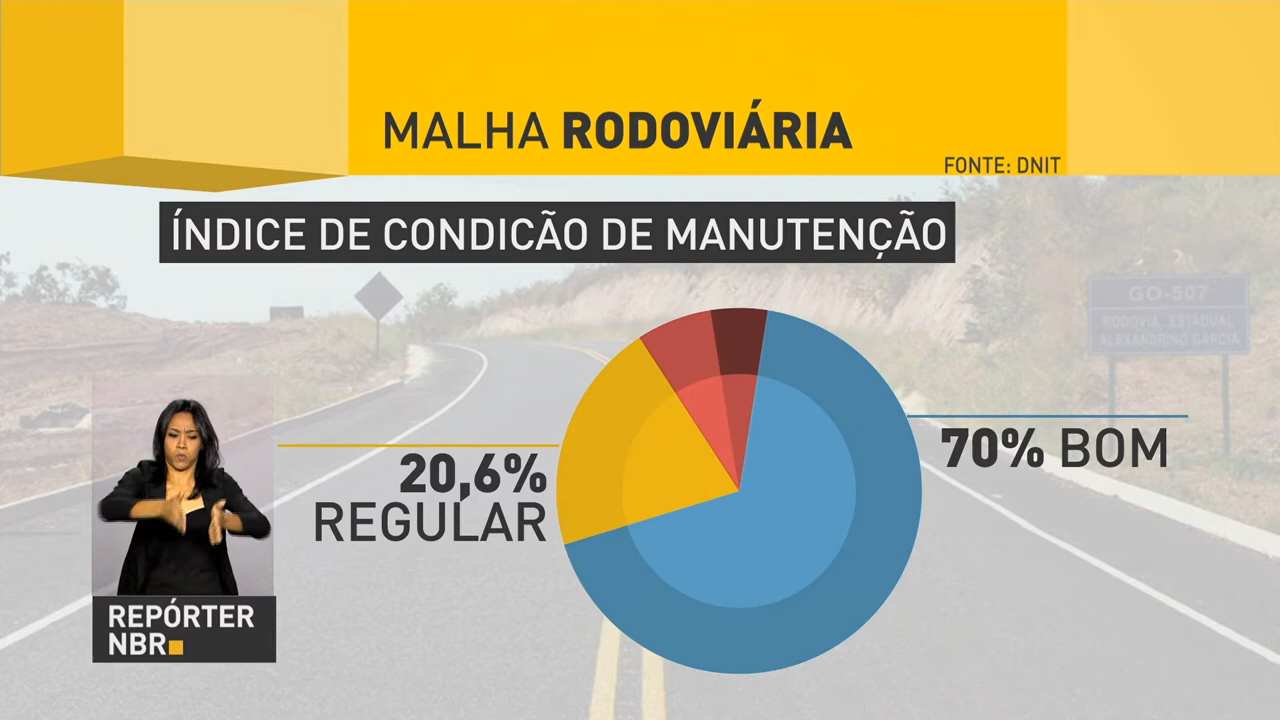 MALHA RODOVIÁRIA
FONTE: DNIT
ÍNDICE DE CONDICÃO DE MANUTENÇÃO
GO-507
RODOVIA ESTADUAL
ALEXANDRINO GARCIA
70% BOM
20,6%
REGULAR
REPÓRTER
NBR